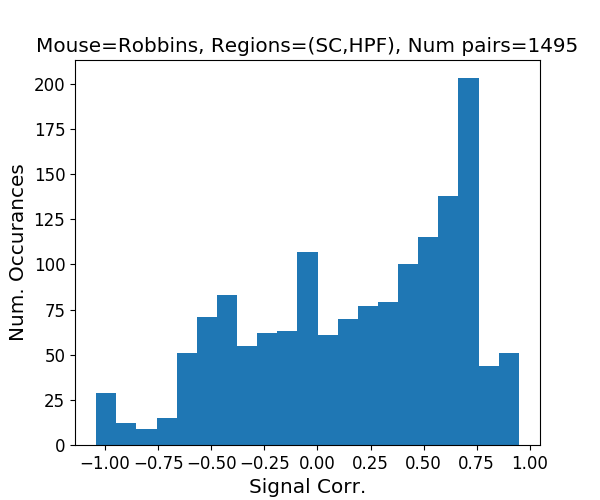 Mouse=Robbins, Regions=(SC,HPF), Num pairs=1495
200
175
150
125
100
75
50
25
0
Num. Occurances
−1.00 −0.75 −0.50 −0.25 0.00 0.25 0.50 0.75 1.00
Signal Corr.